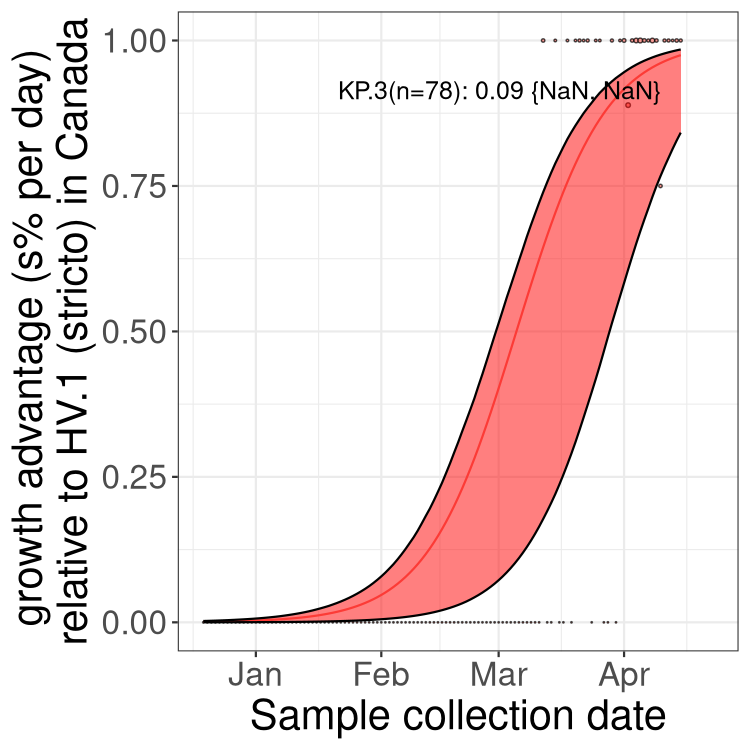 growth advantage (s% per day)
relative to HV.1 (stricto) in Canada
1.00
0.75
0.50
0.25
0.00
KP.3(n=78): 0.09 {NaN, NaN}
Jan Feb Mar Apr
Sample collection date